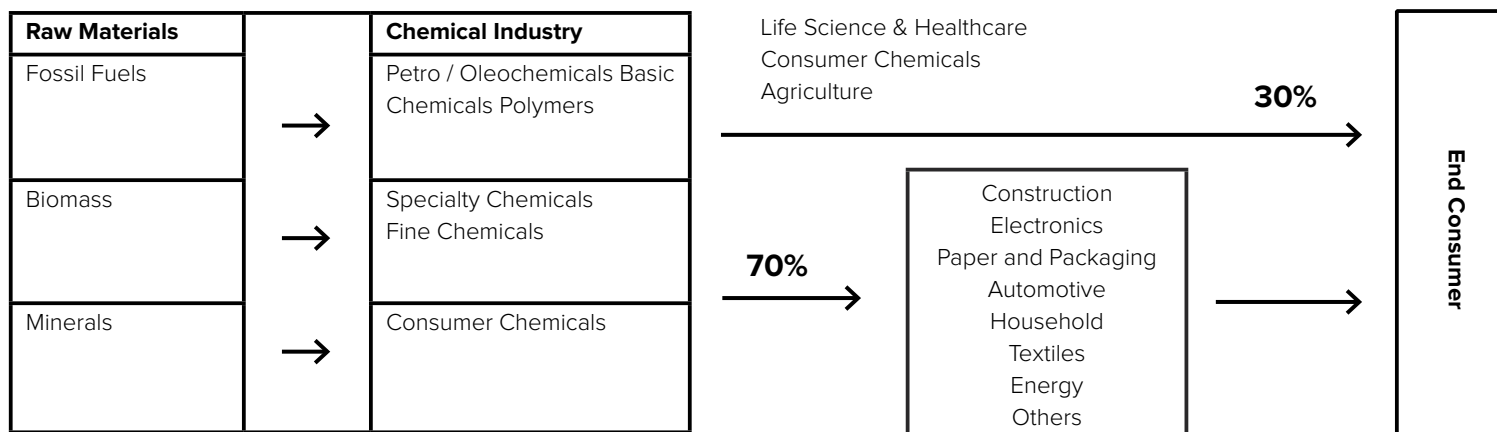 Raw Materials
Chemical Industry
Fossil Fuels
Petro / Oleochemicals Basic
Chemicals Polymers
Biomass
Specialty Chemicals
Fine Chemicals
Minerals
Consumer Chemicals
Life Science & Healthcare
Consumer Chemicals
Agriculture
30%
70%
Construction
Electronics
Paper and Packaging
Automotive
Household
Textiles
Energy
Others
End Consumer